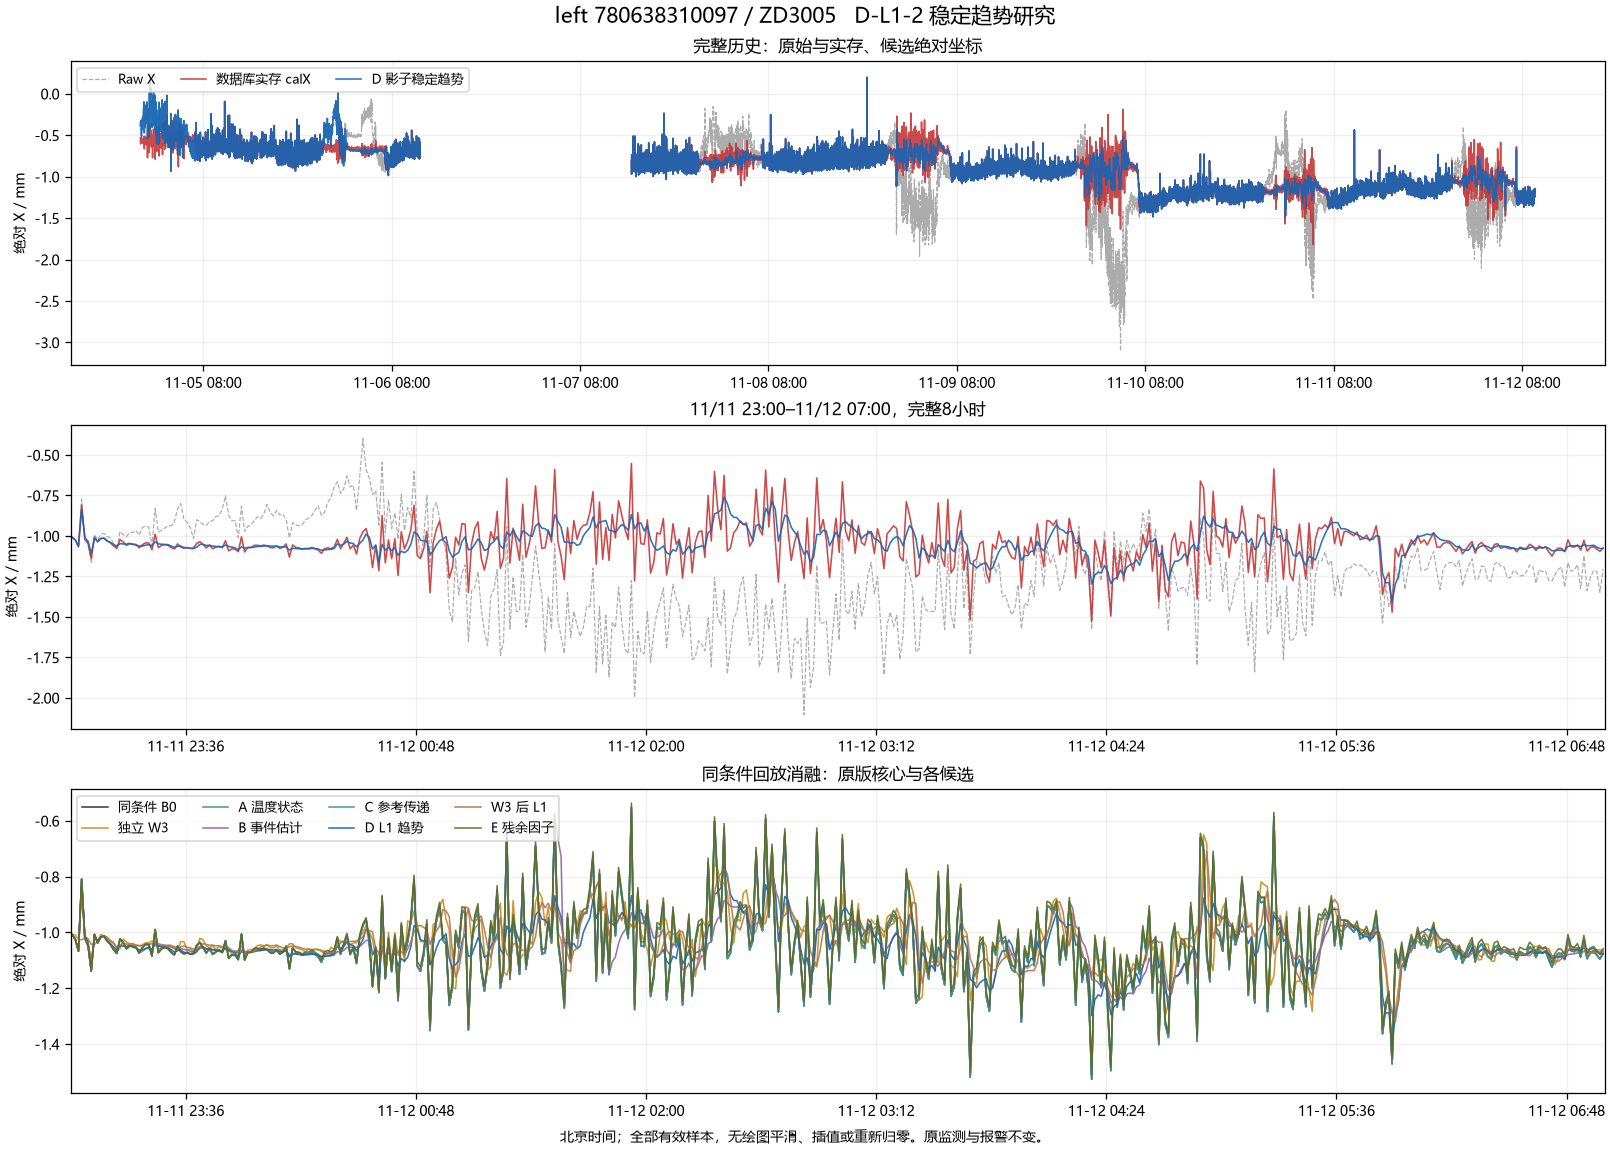 left 780638310097 / ZD3005   D-L1-2 稳定趋势研究
完整历史：原始与实存、候选绝对坐标
Raw X
数据库实存 calX
D 影子稳定趋势
绝对 X / mm
0.0
-0.5
-1.0
-1.5
-2.0
-2.5
-3.0
11-05 08:00
11-06 08:00
11-07 08:00
11-08 08:00
11-09 08:00
11-10 08:00
11-11 08:00
11-12 08:00
11/11 23:00–11/12 07:00，完整8小时
绝对 X / mm
-0.50
-0.75
-1.00
-1.25
-1.50
-1.75
-2.00
11-11 23:36
11-12 00:48
11-12 02:00
11-12 03:12
11-12 04:24
11-12 05:36
11-12 06:48
同条件回放消融：原版核心与各候选
同条件 B0
A 温度状态
C 参考传递
W3 后 L1
独立 W3
B 事件估计
D L1 趋势
E 残余因子
绝对 X / mm
-0.6
-0.8
-1.0
-1.2
-1.4
11-11 23:36
11-12 00:48
11-12 02:00
11-12 03:12
11-12 04:24
11-12 05:36
11-12 06:48
北京时间；全部有效样本，无绘图平滑、插值或重新归零。原监测与报警不变。